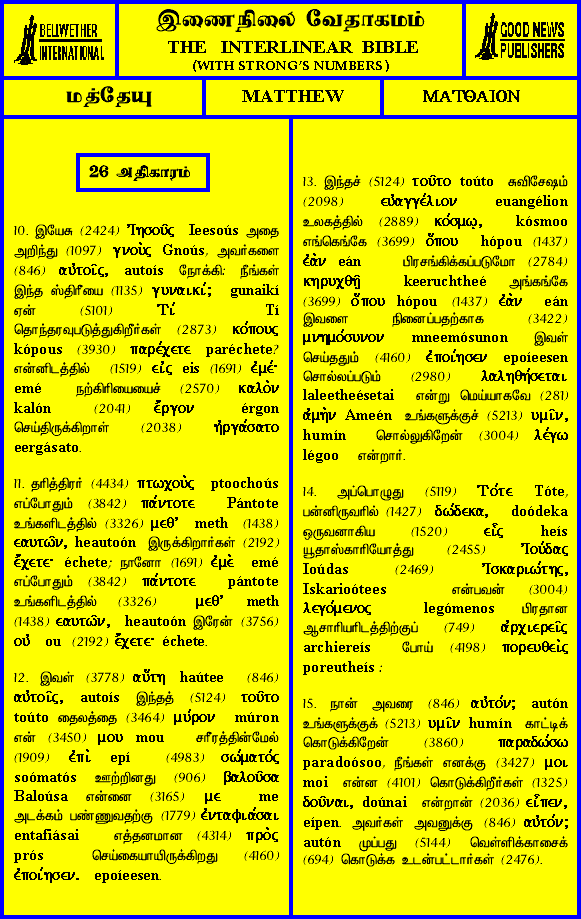 BELLWETHER
INTERNATIONAL
இணைநிலை வேதாகமம்
THE INTERLINEAR BIBLE
(WITH STRONG'S NUMBERS)
GOOD NEWS
PUBLISHERS
மத்தேயு
MATTHEW
ΜΑΤΘΑΙΟΝ
26 அதிகாரம்
10. இயேசு (2424) Ἰησοῦς Ieesoús அதை
அறிந்து (1097) γνοὺς Gnoús, அவர்களை
(846) αὐτοῖς, autoís நோக்கி: நீங்கள்
இந்த ஸ்திரீயை (1135) γυναικί; gunaikí
ஏன் (5101) Τί Tí
தொந்தரவுபடுத்துகிறீர்கள் (2873) κόπους
kópous (3930) παρέχετε paréchete?
என்னிடத்தில் (1519) εἰς eis (1691) ἐμέ·
emé நற்கிரியையைச் (2570) καλὸν
kalón (2041) ἔργον érgon
செய்திருக்கிறாள் (2038) ἠργάσατο
eergásato.
11. தரித்திரர் (4434) πτωχοὺς ptoochoús
எப்போதும் (3842) πάντοτε Pántote
உங்களிடத்தில் (3326) μεθ' meth (1438)
εαυτῶν, heautoón இருக்கிறார்கள் (2192)
ἔχετε· échete; நானோ (1691) ἐμὲ emé
எப்போதும் (3842) πάντοτε pántote
உங்களிடத்தில் (3326) μεθ' meth
(1438) εαυτῶν, heautoón இரேன் (3756)
οὐ ou (2192) ἔχετε· échete.
12. இவள் (3778) αὕτη haútee (846)
αὐτοῖς, autoís இந்தத் (5124) τοῦτο
toúto தைலத்தை (3464) μύρον múron
என் (3450) μου mou சரீரத்தின்மேல்
(1909) ἐπὶ epí (4983) σωματός
soómatós ஊற்றினது (906) βαλοῦσα
Baloúsa என்னை (3165) με me
அடக்கம் பண்ணுவதற்கு (1779) ἐνταφιάσαι
entafiásai எத்தனமான (4314) πρὸς
prós செய்கையாயிருக்கிறது (4160)
ἐποίησεν. epoíeesen.
13. இந்தச் (5124) τοῦτο toúto சுவிசேஷம்
(2098) εὐαγγέλιον euangélion
உலகத்தில் (2889) κόσμῳ, kósmoo
எங்கெங்கே (3699) ὅπου hópou (1437)
ἐὰν eán பிரசங்கிக்கப்படுமோ (2784)
κηρυχθῇ keeruchtheé அங்கங்கே
(3699) ὅπου hópou (1437) ἐὰν eán
இவளை நினைப்பதற்காக (3422)
μνημόσυνον mneemósunon இவள்
செய்ததும் (4160) ἐποίησεν epoíeesen
சொல்லப்படும் (2980) λαληθήσεται
laleetheésetai என்று மெய்யாகவே (281)
ἀμὴν Ameén உங்களுக்குச் (5213) υμῖν,
humín சொல்லுகிறேன் (3004) λέγω
légoo என்றார்.
14. அப்பொழுது (5119) Τότε Tóte,
பன்னிருவரில் (1427) δώδεκα, doódeka
ஒருவனாகிய (1520) εἷς heís
யூதாஸ்காரியோத்து (2455) Ἰούδας
Ioúdas (2469) Ἰσκαριώτης,
Iskarioótees என்பவன் (3004)
λεγόμενος legómenos பிரதான
ஆசாரியரிடத்திற்குப் (749) ἀρχιερεῖς
archiereís போய் (4198) πορευθεὶς
poreutheís :
15. நான் அவரை (846) αὐτόν; autón
உங்களுக்குக் (5213) υμῖν humín காட்டிக்
கொடுக்கிறேன் (3860) παραδώσω
paradoósoo, நீங்கள் எனக்கு (3427) μοι
moi என்ன (4101) கொடுக்கிறீர்கள் (1325)
δοῦναι, doúnai என்றான் (2036) εἶπεν,
eípen. அவர்கள் அவனுக்கு (846) αὐτόν;
autón முப்பது (5144) வெள்ளிக்காசைக்
(694) கொடுக்க உடன்பட்டார்கள் (2476).